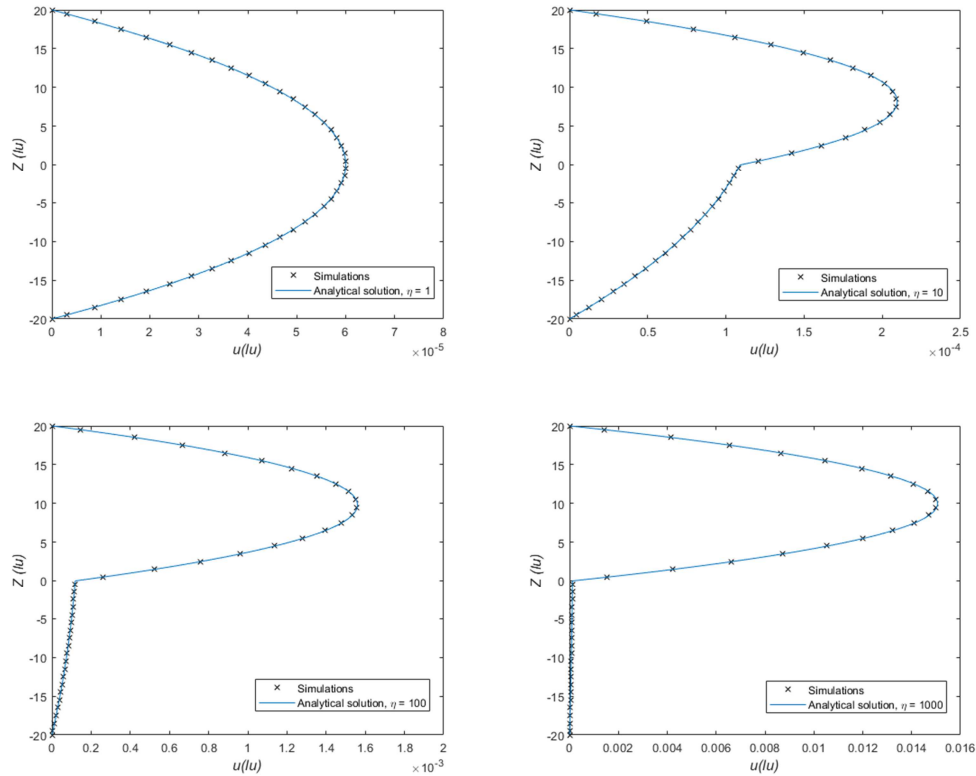 20
15
10
5
0
-5
-10
-15
-20
Z (lu)
Simulations
Analytical solution, η = 1
0 1 2 3 4 5 6 7 8
u(lu)
×10⁻⁵
20
15
10
5
0
-5
-10
-15
-20
Z (lu)
Simulations
Analytical solution, η = 10
0 0.5 1 1.5 2 2.5
u(lu)
×10⁻⁴
20
15
10
5
0
-5
-10
-15
-20
Z (lu)
Simulations
Analytical solution, η = 100
0 0.2 0.4 0.6 0.8 1 1.2 1.4 1.6 1.8 2
u(lu)
×10⁻³
20
15
10
5
0
-5
-10
-15
-20
Z (lu)
Simulations
Analytical solution, η = 1000
0 0.002 0.004 0.006 0.008 0.01 0.012 0.014 0.016
u(lu)